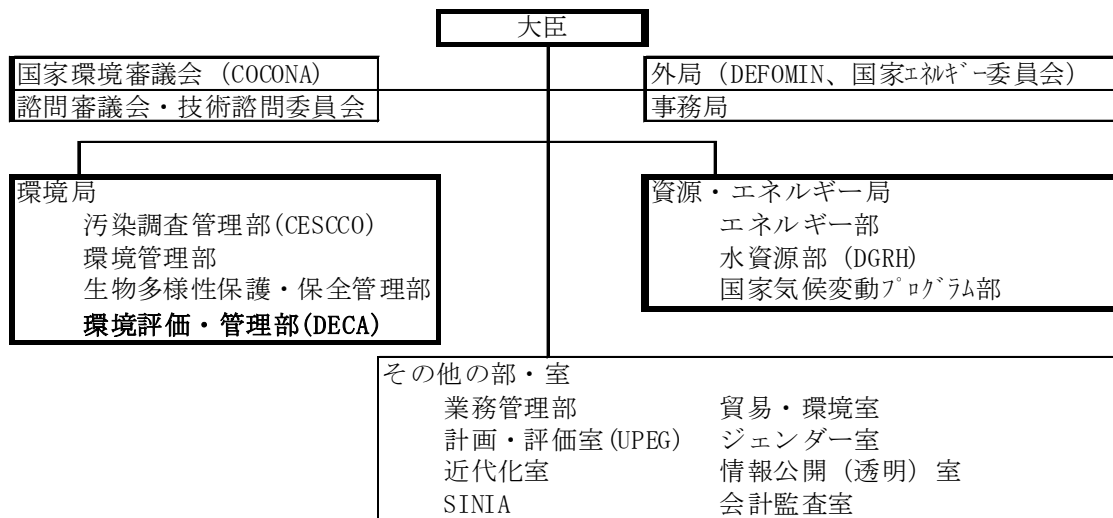 大臣
国家環境審議会 (COCONA)
諮問審議会・技術諮問委員会
外局 (DEFOMIN、国家ｴﾈﾙｷﾞｰ委員会)
事務局
環境局
汚染調査管理部(CESCCO)
環境管理部
生物多様性保護・保全管理部
環境評価・管理部(DECA)
資源・エネルギー局
エネルギー部
水資源部 (DGRH)
国家気候変動ﾌﾟﾛｸﾞﾗﾑ部
その他の部・室
業務管理部
計画・評価室(UPEG)
近代化室
SINIA
貿易・環境室
ジェンダー室
情報公開 (透明) 室
会計監査室